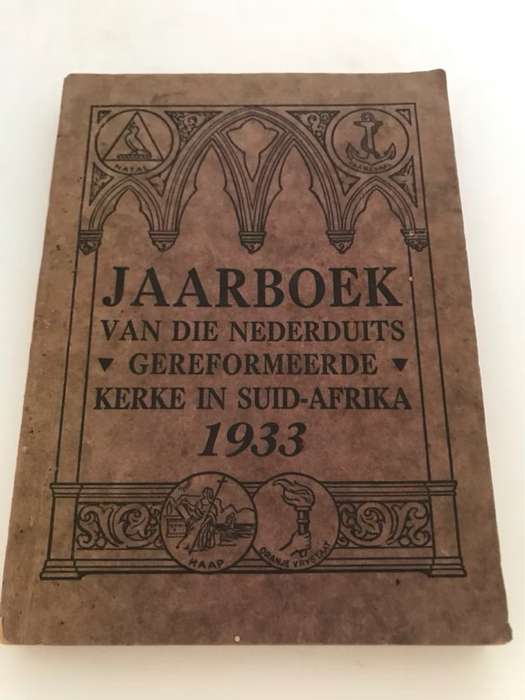 NATAL
TRANSVAAL
JAARBOEK
VAN DIE NEDERDUITS
GEREFORMEERDE
KERKE IN SUID-AFRIKA
1933
KAAP
ORANJE VRYSTAAT